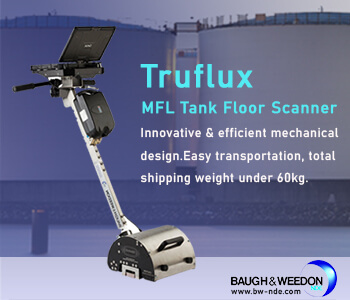 Truflux
MFL Tank Floor Scanner
Innovative & efficient mechanical
design.Easy transportation, total
shipping weight under 60kg.
BAUGH & WEEDON
NDE
www.bw-nde.com